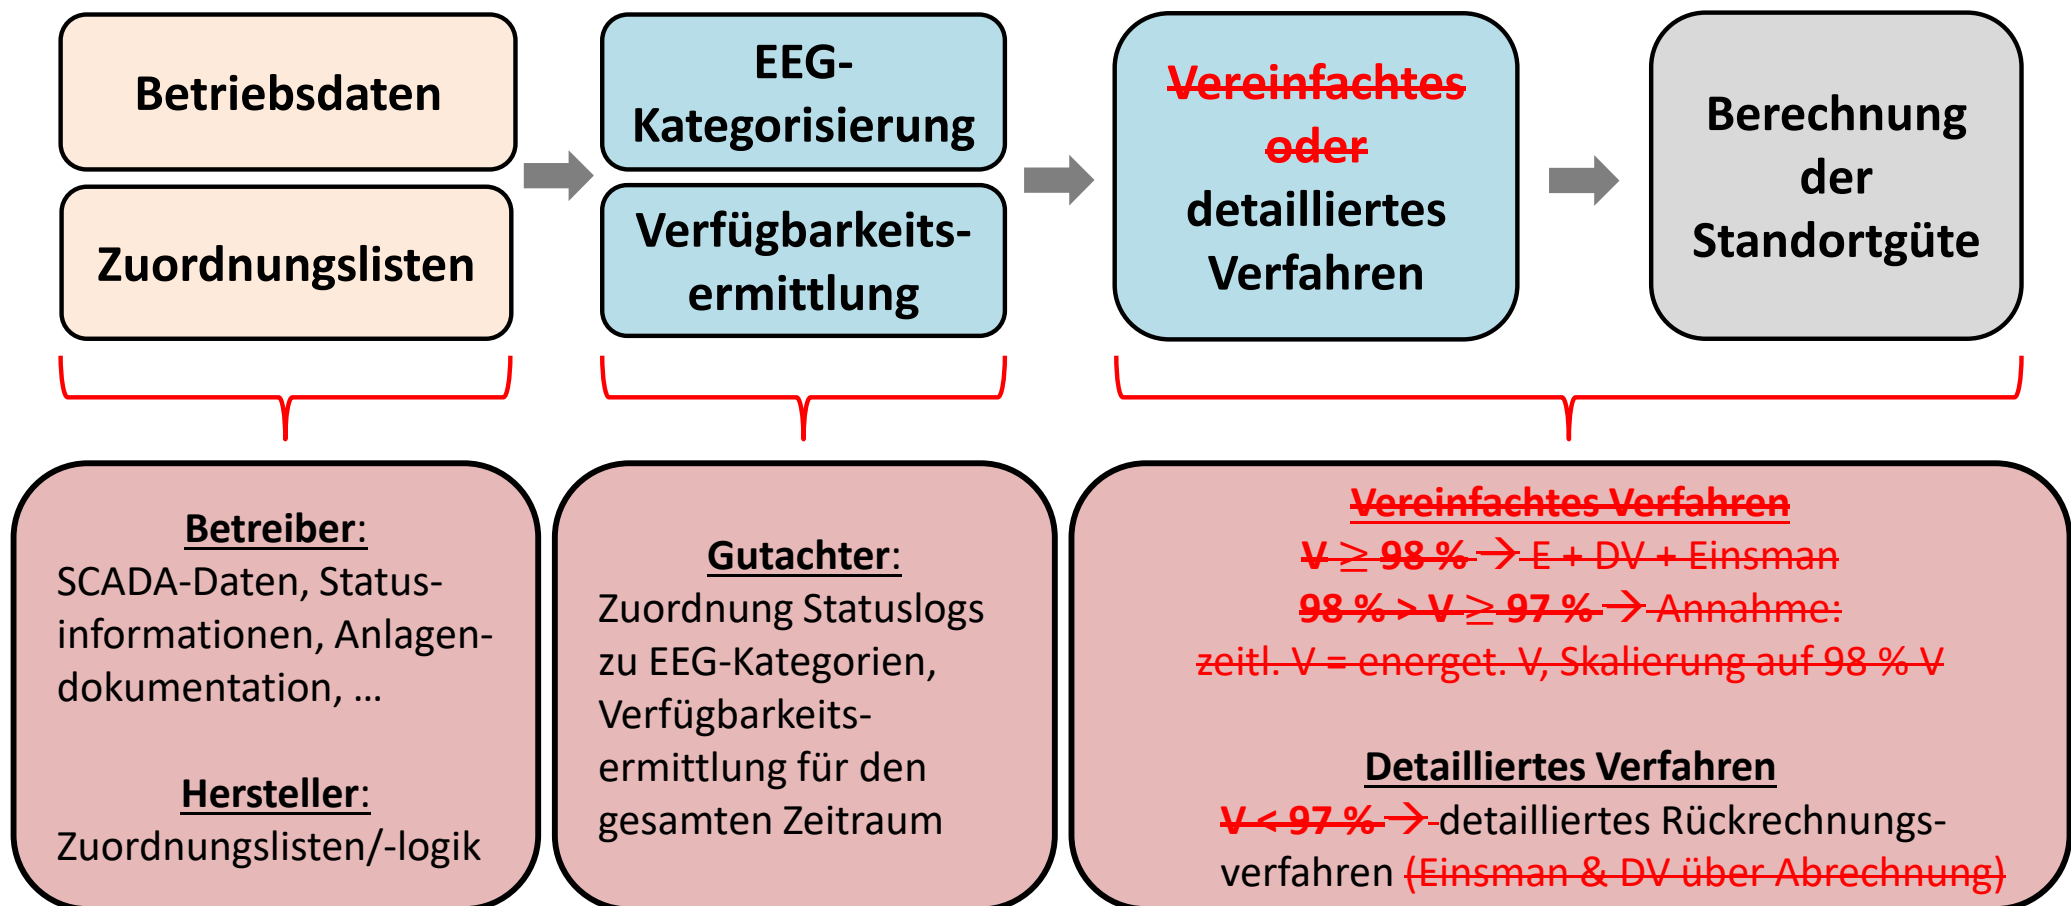 Betriebsdaten
Zuordnungslisten
EEG-
Kategorisierung
Verfügbarkeits-
ermittlung
Vereinfachtes
oder
detailliertes
Verfahren
Berechnung
der
Standortgüte
Betreiber:
SCADA-Daten, Status-
informationen, Anlagen-
dokumentation, ...
Hersteller:
Zuordnungslisten/-logik
Gutachter:
Zuordnung Statuslogs
zu EEG-Kategorien,
Verfügbarkeits-
ermittlung für den
gesamten Zeitraum
Vereinfachtes Verfahren
V ≥ 98 % → E + DV + Einsman
98 % > V ≥ 97 % → Annahme:
zeitl. V = energet. V, Skalierung auf 98 % V
Detailliertes Verfahren
V < 97 % → detailliertes Rückrechnungs-
verfahren (Einsman & DV über Abrechnung)